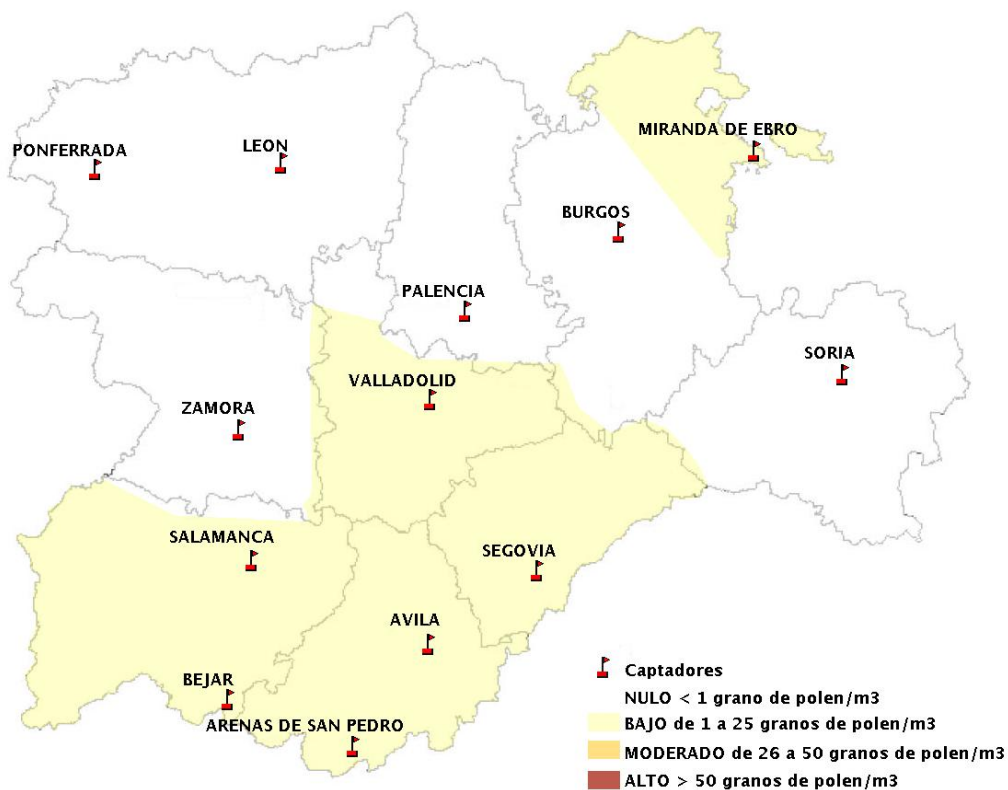 MIRANDA DE EBRO
PONFERRADA
LEON
BURGOS
PALENCIA
SORIA
VALLADOLID
ZAMORA
SALAMANCA
SEGOVIA
AVILA
BEJAR
ARENAS DE SAN PEDRO
Captadores
NULO < 1 grano de polen/m3
BAJO de 1 a 25 granos de polen/m3
MODERADO de 26 a 50 granos de polen/m3
ALTO > 50 granos de polen/m3